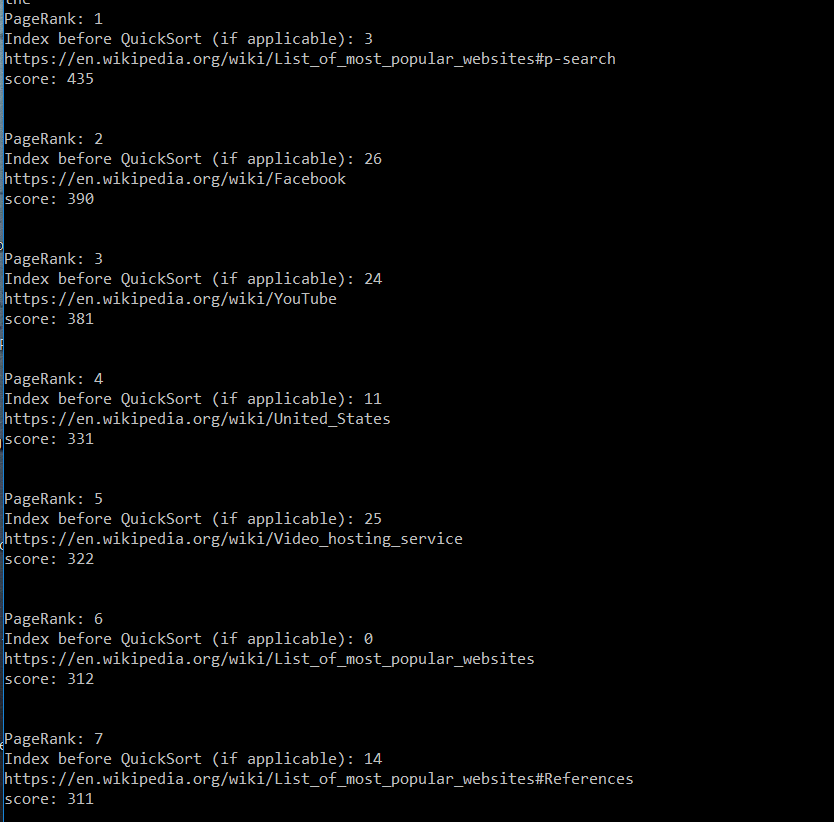 the
PageRank: 1
Index before QuickSort (if applicable): 3
https://en.wikipedia.org/wiki/List_of_most_popular_websites#p-search
score: 435
PageRank: 2
Index before QuickSort (if applicable): 26
https://en.wikipedia.org/wiki/Facebook
score: 390
PageRank: 3
Index before QuickSort (if applicable): 24
https://en.wikipedia.org/wiki/YouTube
score: 381
PageRank: 4
Index before QuickSort (if applicable): 11
https://en.wikipedia.org/wiki/United_States
score: 331
PageRank: 5
Index before QuickSort (if applicable): 25
https://en.wikipedia.org/wiki/Video_hosting_service
score: 322
PageRank: 6
Index before QuickSort (if applicable): 0
https://en.wikipedia.org/wiki/List_of_most_popular_websites
score: 312
PageRank: 7
Index before QuickSort (if applicable): 14
https://en.wikipedia.org/wiki/List_of_most_popular_websites#References
score: 311